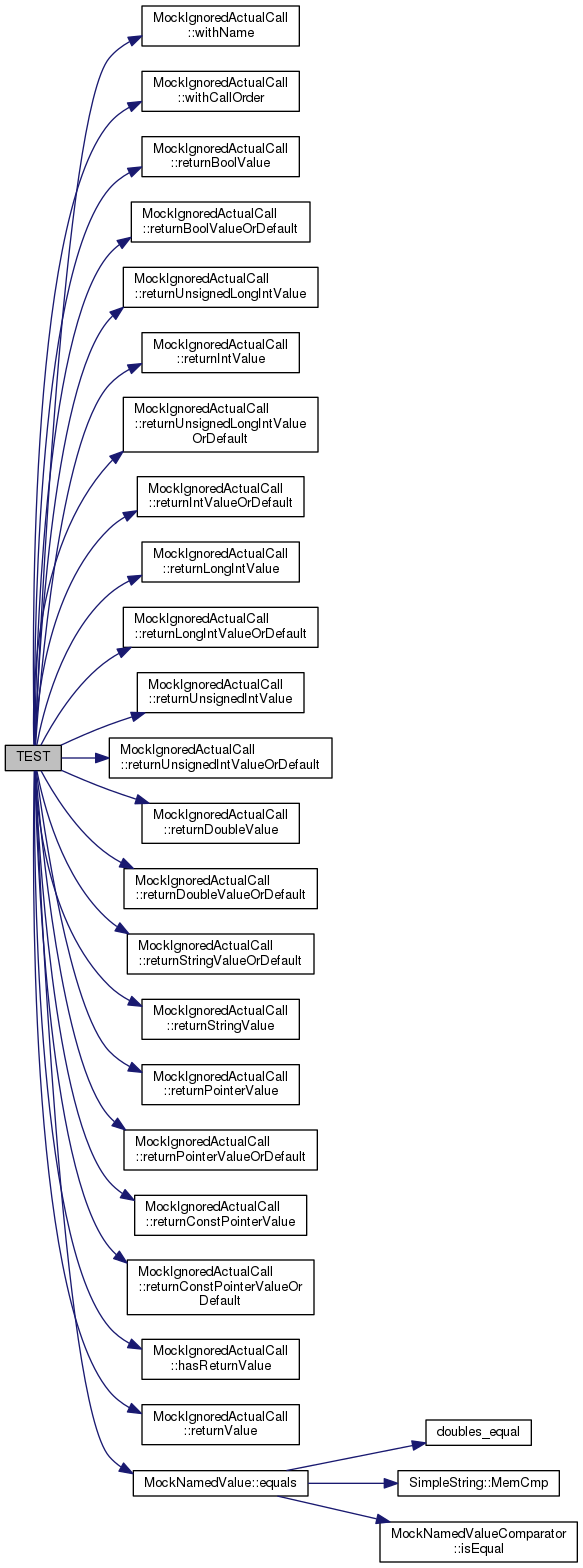 MockIgnoredActualCall
::withName
MockIgnoredActualCall
::withCallOrder
MockIgnoredActualCall
::returnBoolValue
MockIgnoredActualCall
::returnBoolValueOrDefault
MockIgnoredActualCall
::returnUnsignedLongIntValue
MockIgnoredActualCall
::returnIntValue
MockIgnoredActualCall
::returnUnsignedLongIntValue
OrDefault
MockIgnoredActualCall
::returnIntValueOrDefault
MockIgnoredActualCall
::returnLongIntValue
MockIgnoredActualCall
::returnLongIntValueOrDefault
MockIgnoredActualCall
::returnUnsignedIntValue
TEST
MockIgnoredActualCall
::returnUnsignedIntValueOrDefault
MockIgnoredActualCall
::returnDoubleValue
MockIgnoredActualCall
::returnDoubleValueOrDefault
MockIgnoredActualCall
::returnStringValueOrDefault
MockIgnoredActualCall
::returnStringValue
MockIgnoredActualCall
::returnPointerValue
MockIgnoredActualCall
::returnPointerValueOrDefault
MockIgnoredActualCall
::returnConstPointerValue
MockIgnoredActualCall
::returnConstPointerValueOr
Default
MockIgnoredActualCall
::hasReturnValue
MockIgnoredActualCall
::returnValue
MockNamedValue::equals
doubles_equal
SimpleString::MemCmp
MockNamedValueComparator
::isEqual